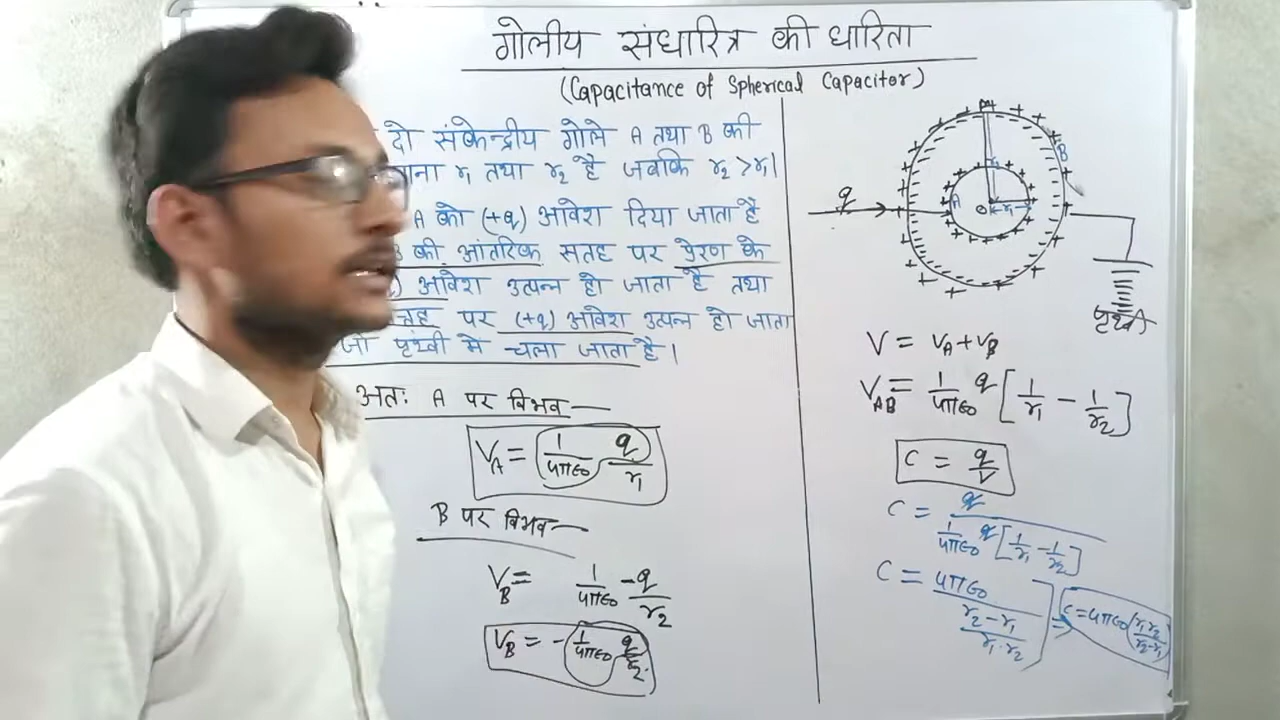 गोलीय संधारित्र की धारिता
(Capacitance of Spherical Capacitor)
दो संकेन्द्रीय गोले A तथा B की
r₁ तथा r₂ है जबकि r₂ > r₁।
A को (+q) आवेश दिया जाता है
B की आंतरिक सतह पर प्रेरण के
आवेश उत्पन्न हो जाता है तथा
पर (+q) आवेश उत्पन्न हो जाता
जो पृथ्वी मे चला जाता है।
अतः A पर विभव—
V_A = 1/4πε₀ q/r₁
B पर विभव—
V_B = 1/4πε₀ -q/r₂
V_B = - 1/4πε₀ q/r₂.
q
A
B
O
r₁
पृथ्वी
V = V_A + V_B
V_AB = 1/4πε₀ q [1/r₁ - 1/r₂]
C = q/V
C = q / 1/4πε₀ q [1/r₁ - 1/r₂]
C = 4πε₀ / (r₂ - r₁ / r₁.r₂) ⇒ C = 4πε₀ (r₁r₂ / r₂-r₁)